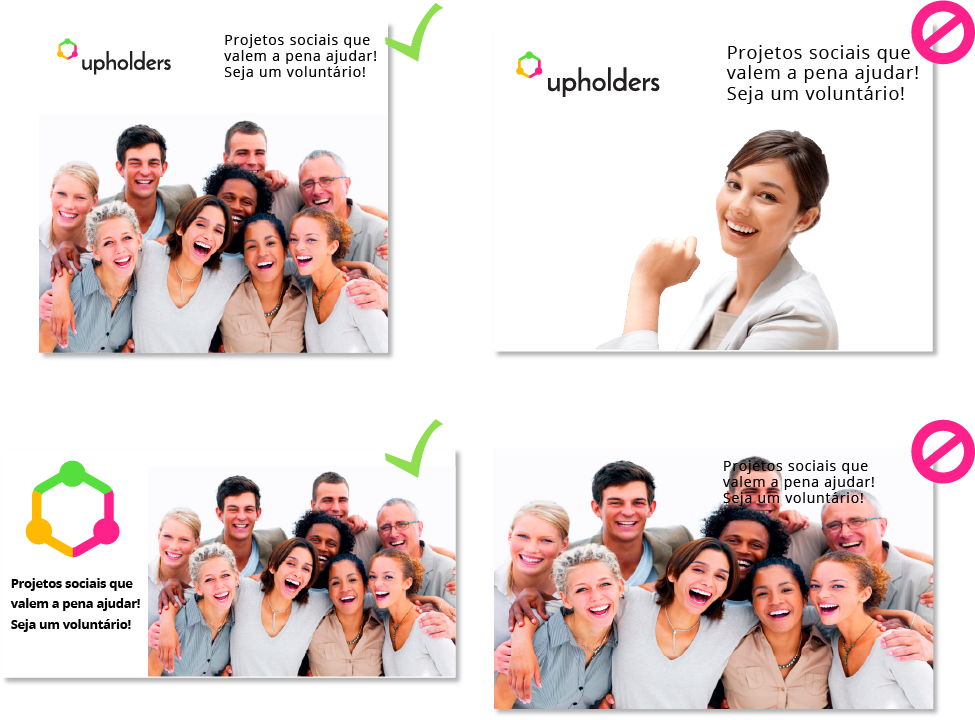 upholders
Projetos sociais que
valem a pena ajudar!
Seja um voluntário!
upholders
Projetos sociais que
valem a pena ajudar!
Seja um voluntário!
Projetos sociais que
valem a pena ajudar!
Seja um voluntário!
Projetos sociais que
valem a pena ajudar!
Seja um voluntário!